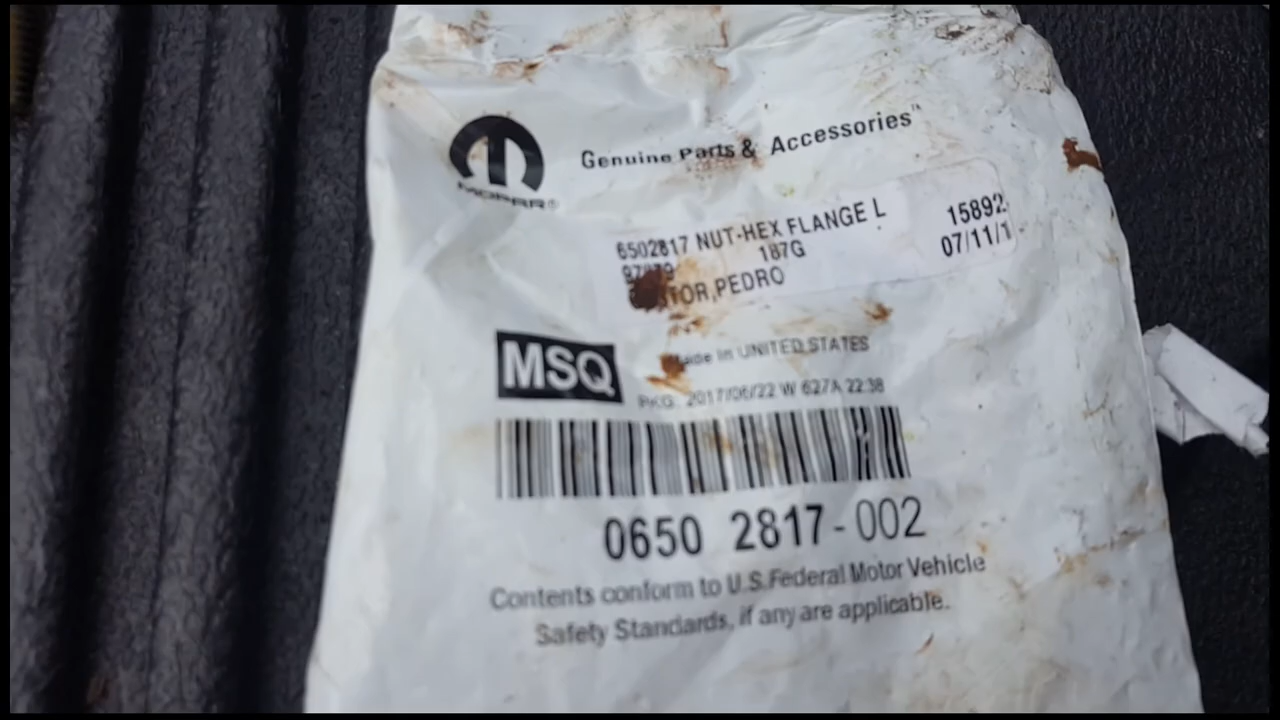 MOPAR®
Genuine Parts & Accessories™
6502817 NUT-HEX FLANGE L 15892
187G 07/11/1
,PEDRO
MSQ
Made in UNITED STATES
PKG. 2017/06/22 W 627A 22:38
0650 2817-002
Contents conform to U.S. Federal Motor Vehicle
Safety Standards, if any are applicable.